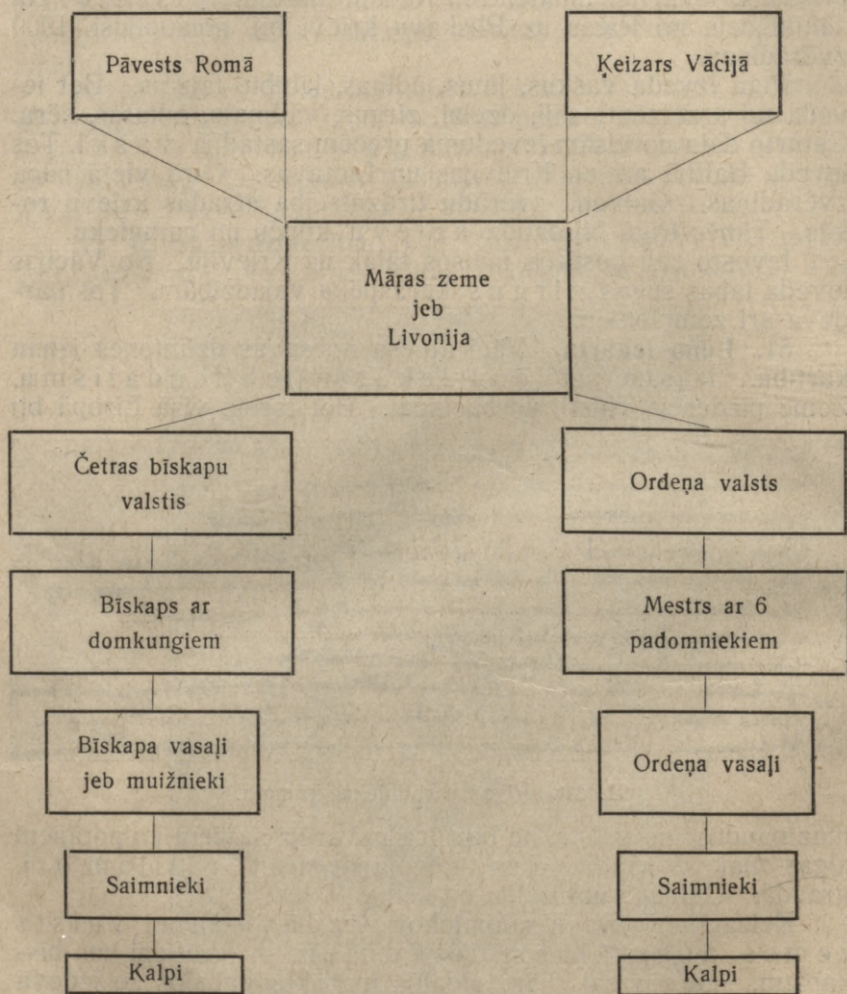 Pāvests Romā
Ķeizars Vācijā
Māŗas zeme
jeb
Livonija
Četras bīskapu
valstis
Ordeņa valsts
Bīskaps ar
domkungiem
Mestrs ar 6
padomniekiem
Bīskapa vasaļi
jeb muižnieki
Ordeņa vasaļi
Saimnieki
Saimnieki
Kalpi
Kalpi